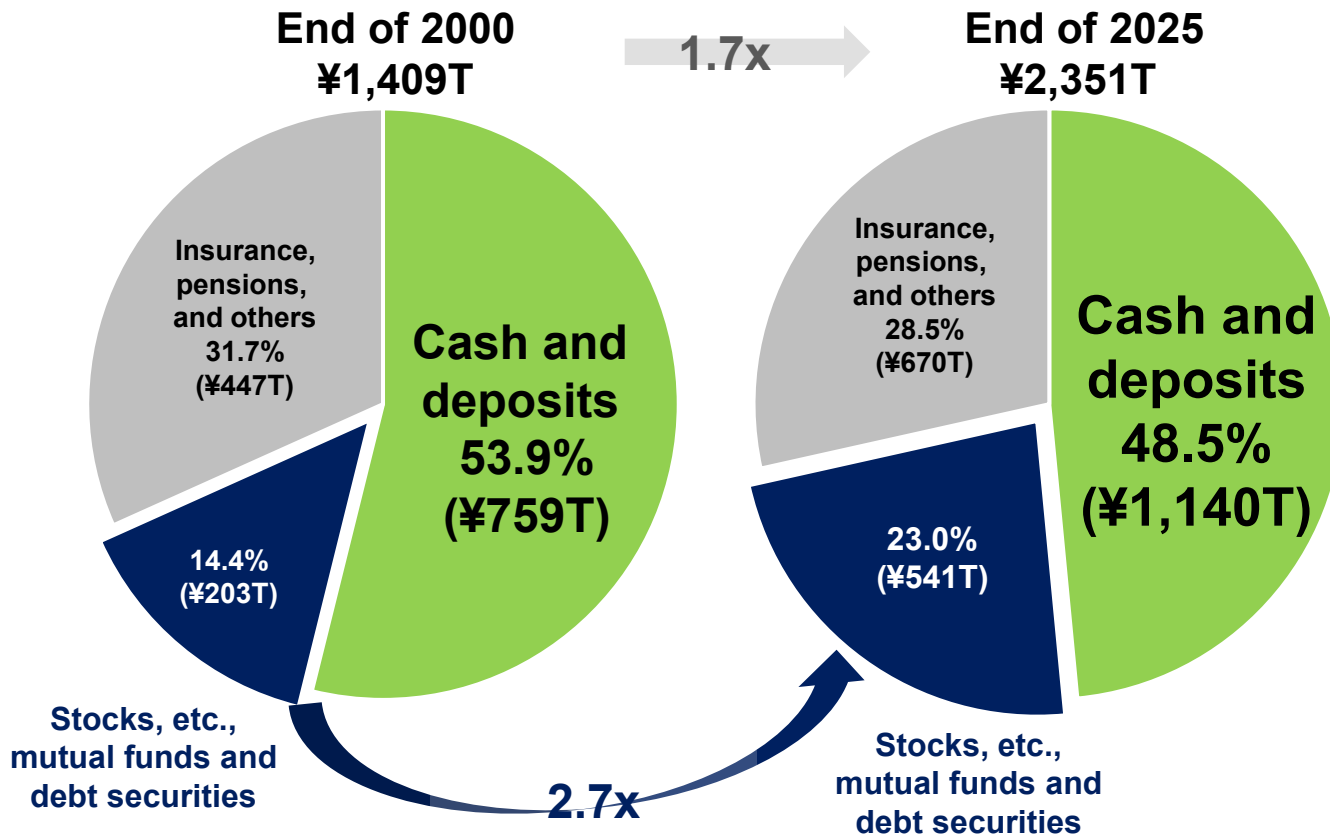 End of 2000
¥1,409T
1.7x
End of 2025
¥2,351T
Insurance,
pensions,
and others
31.7%
(¥447T)
Cash and
deposits
53.9%
(¥759T)
14.4%
(¥203T)
Stocks, etc.,
mutual funds and
debt securities
2.7x
Insurance,
pensions,
and others
28.5%
(¥670T)
Cash and
deposits
48.5%
(¥1,140T)
23.0%
(¥541T)
Stocks, etc.,
mutual funds and
debt securities